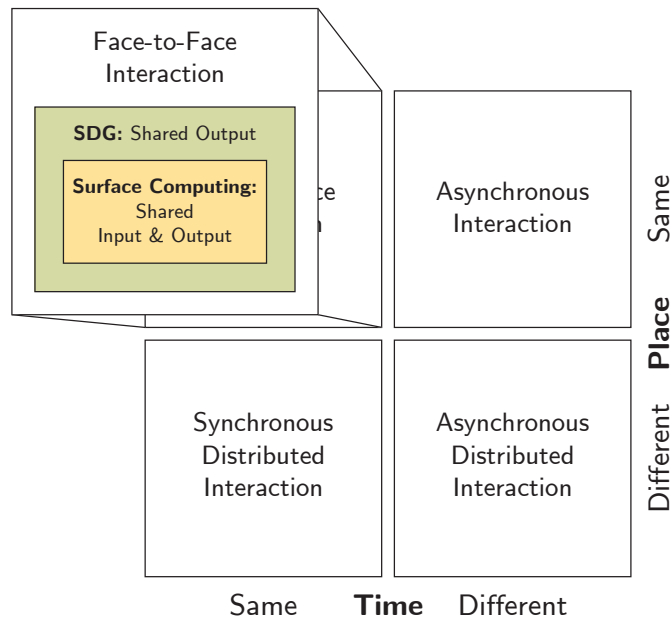 Face-to-Face
Interaction
SDG: Shared Output
Surface Computing:
Shared
Input & Output
Asynchronous
Interaction
Same
Place
Different
Synchronous
Distributed
Interaction
Asynchronous
Distributed
Interaction
Same Time Different